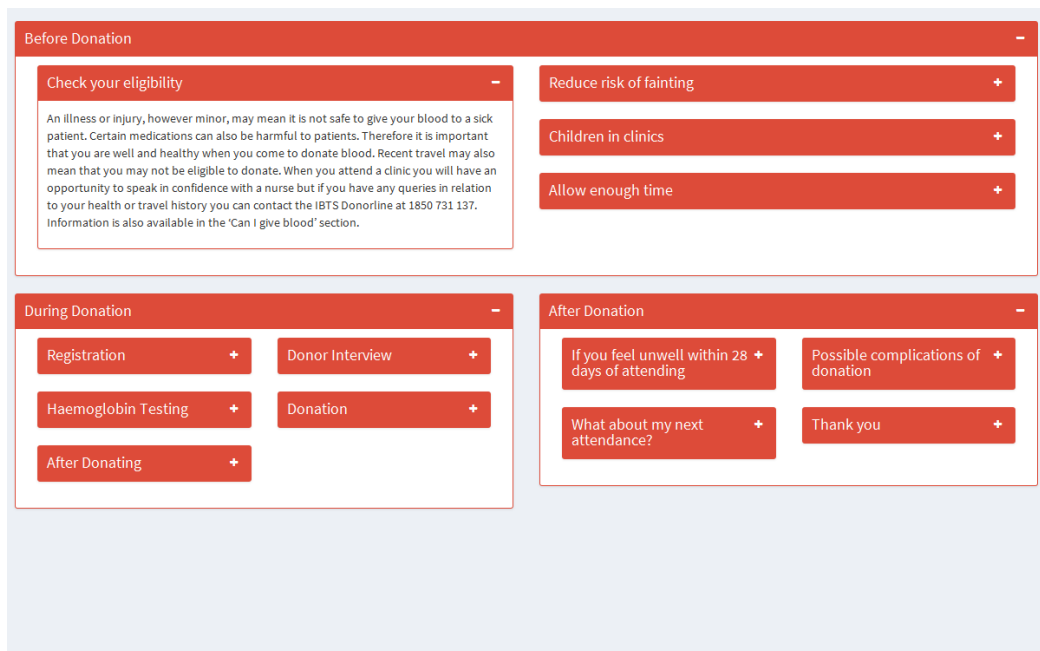 Before Donation
Check your eligibility
An illness or injury, however minor, may mean it is not safe to give your blood to a sick
patient. Certain medications can also be harmful to patients. Therefore it is important
that you are well and healthy when you come to donate blood. Recent travel may also
mean that you may not be eligible to donate. When you attend a clinic you will have an
opportunity to speak in confidence with a nurse but if you have any queries in relation
to your health or travel history you can contact the IBTS Donorline at 1850 731 137.
Information is also available in the ‘Can I give blood’ section.
Reduce risk of fainting
Children in clinics
Allow enough time
During Donation
Registration
Donor Interview
Haemoglobin Testing
Donation
After Donating
After Donation
If you feel unwell within 28
days of attending
Possible complications of
donation
What about my next
attendance?
Thank you